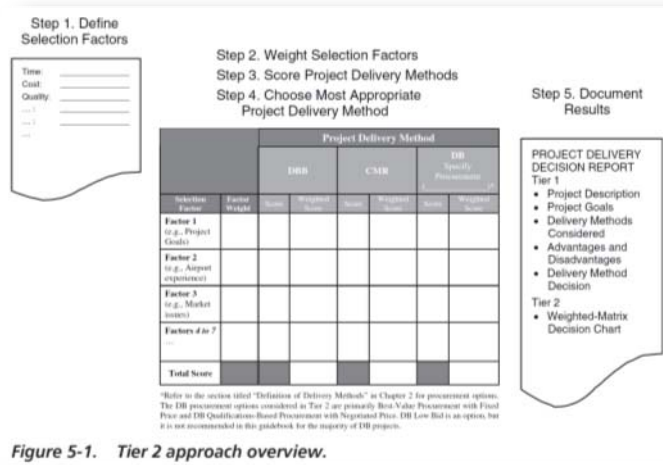 Step 1. Define
Selection Factors
Time:
Cost:
Quality:
... :
... :
...
Step 2. Weight Selection Factors
Step 3. Score Project Delivery Methods
Step 4. Choose Most Appropriate
Project Delivery Method
Project Delivery Method
DBB
CMR
DB
Specify
Procurement
(            )*
Selection
Factor
Factor
Weight
Score
Weighted
Score
Score
Weighted
Score
Score
Weighted
Score
Factor 1
(e.g., Project
Goals)
Factor 2
(e.g., Airport
experience)
Factor 3
(e.g., Market
issues)
Factors 4 to 7
...
Total Score
*Refer to the section titled "Definition of Delivery Methods" in Chapter 2 for procurement options.
The DB procurement options considered in Tier 2 are primarily Best-Value Procurement with Fixed
Price and DB Qualifications-Based Procurement with Negotiated Price. DB Low Bid is an option, but
it is not recommended in this guidebook for the majority of DB projects.
Step 5. Document
Results
PROJECT DELIVERY
DECISION REPORT
Tier 1
• Project Description
• Project Goals
• Delivery Methods
Considered
• Advantages and
Disadvantages
• Delivery Method
Decision
Tier 2
• Weighted-Matrix
Decision Chart
Figure 5-1. Tier 2 approach overview.